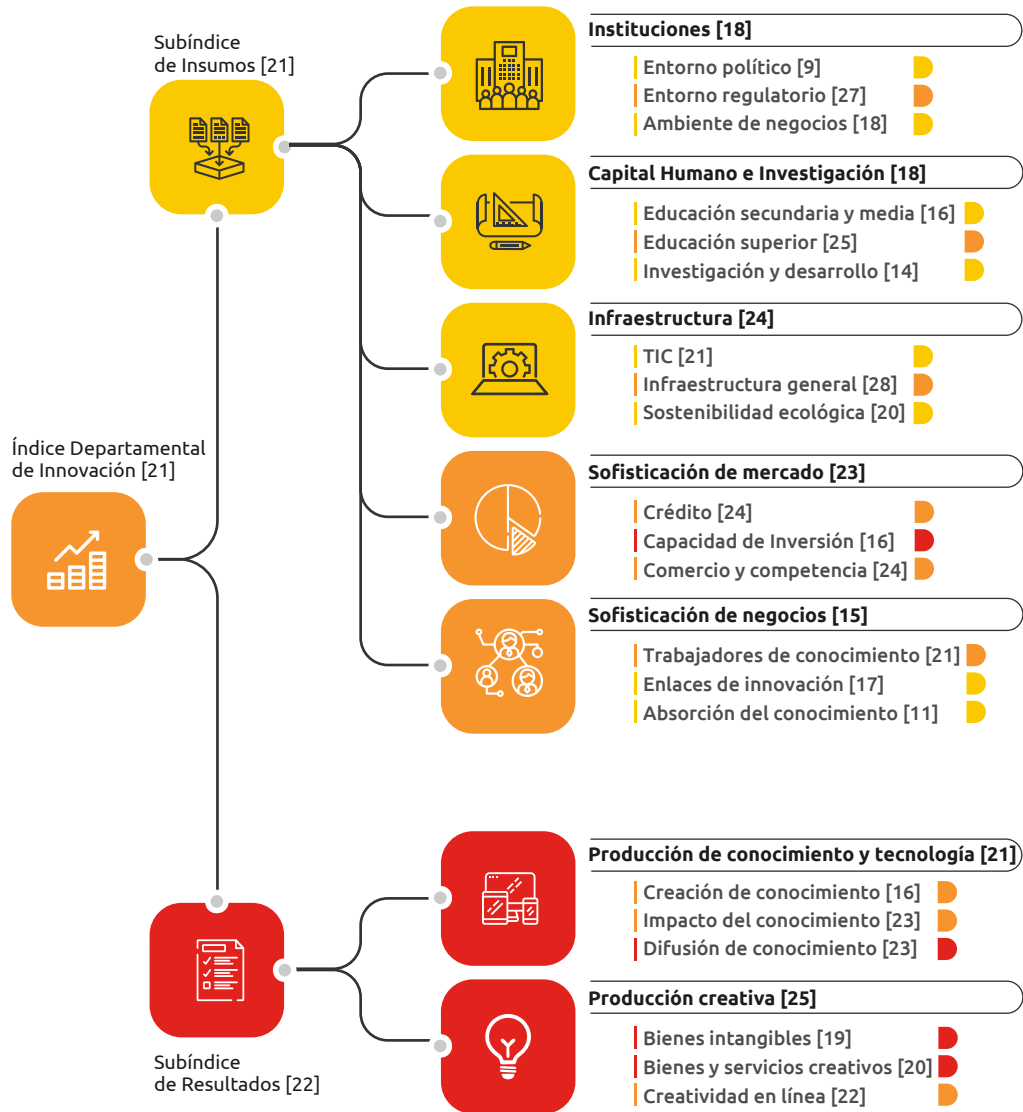 Subíndice
de Insumos [21]
Instituciones [18]
Entorno político [9]
Entorno regulatorio [27]
Ambiente de negocios [18]
Capital Humano e Investigación [18]
Educación secundaria y media [16]
Educación superior [25]
Investigación y desarrollo [14]
Infraestructura [24]
TIC [21]
Infraestructura general [28]
Sostenibilidad ecológica [20]
Índice Departamental
de Innovación [21]
Sofisticación de mercado [23]
Crédito [24]
Capacidad de Inversión [16]
Comercio y competencia [24]
Sofisticación de negocios [15]
Trabajadores de conocimiento [21]
Enlaces de innovación [17]
Absorción del conocimiento [11]
Producción de conocimiento y tecnología [21]
Creación de conocimiento [16]
Impacto del conocimiento [23]
Difusión de conocimiento [23]
Producción creativa [25]
Bienes intangibles [19]
Bienes y servicios creativos [20]
Creatividad en línea [22]
Subíndice
de Resultados [22]